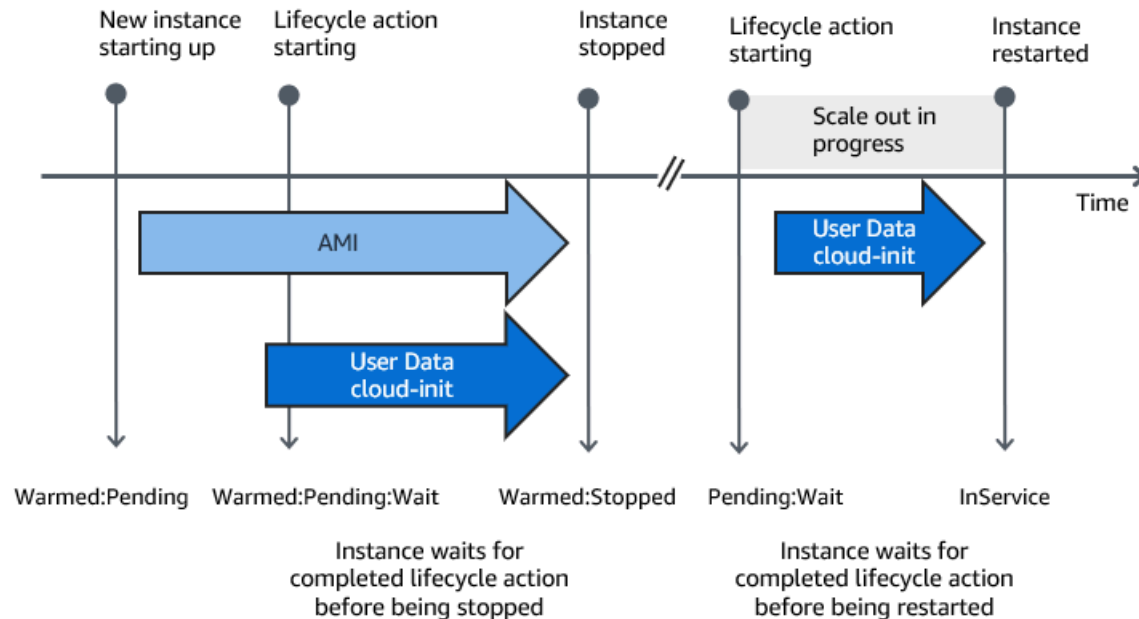 New instance
starting up
Lifecycle action
starting
Instance
stopped
Lifecycle action
starting
Instance
restarted
Scale out in
progress
Time
AMI
User Data
cloud-init
User Data
cloud-init
Warmed:Pending
Warmed:Pending:Wait
Warmed:Stopped
Pending:Wait
InService
Instance waits for
completed lifecycle action
before being stopped
Instance waits for
completed lifecycle action
before being restarted